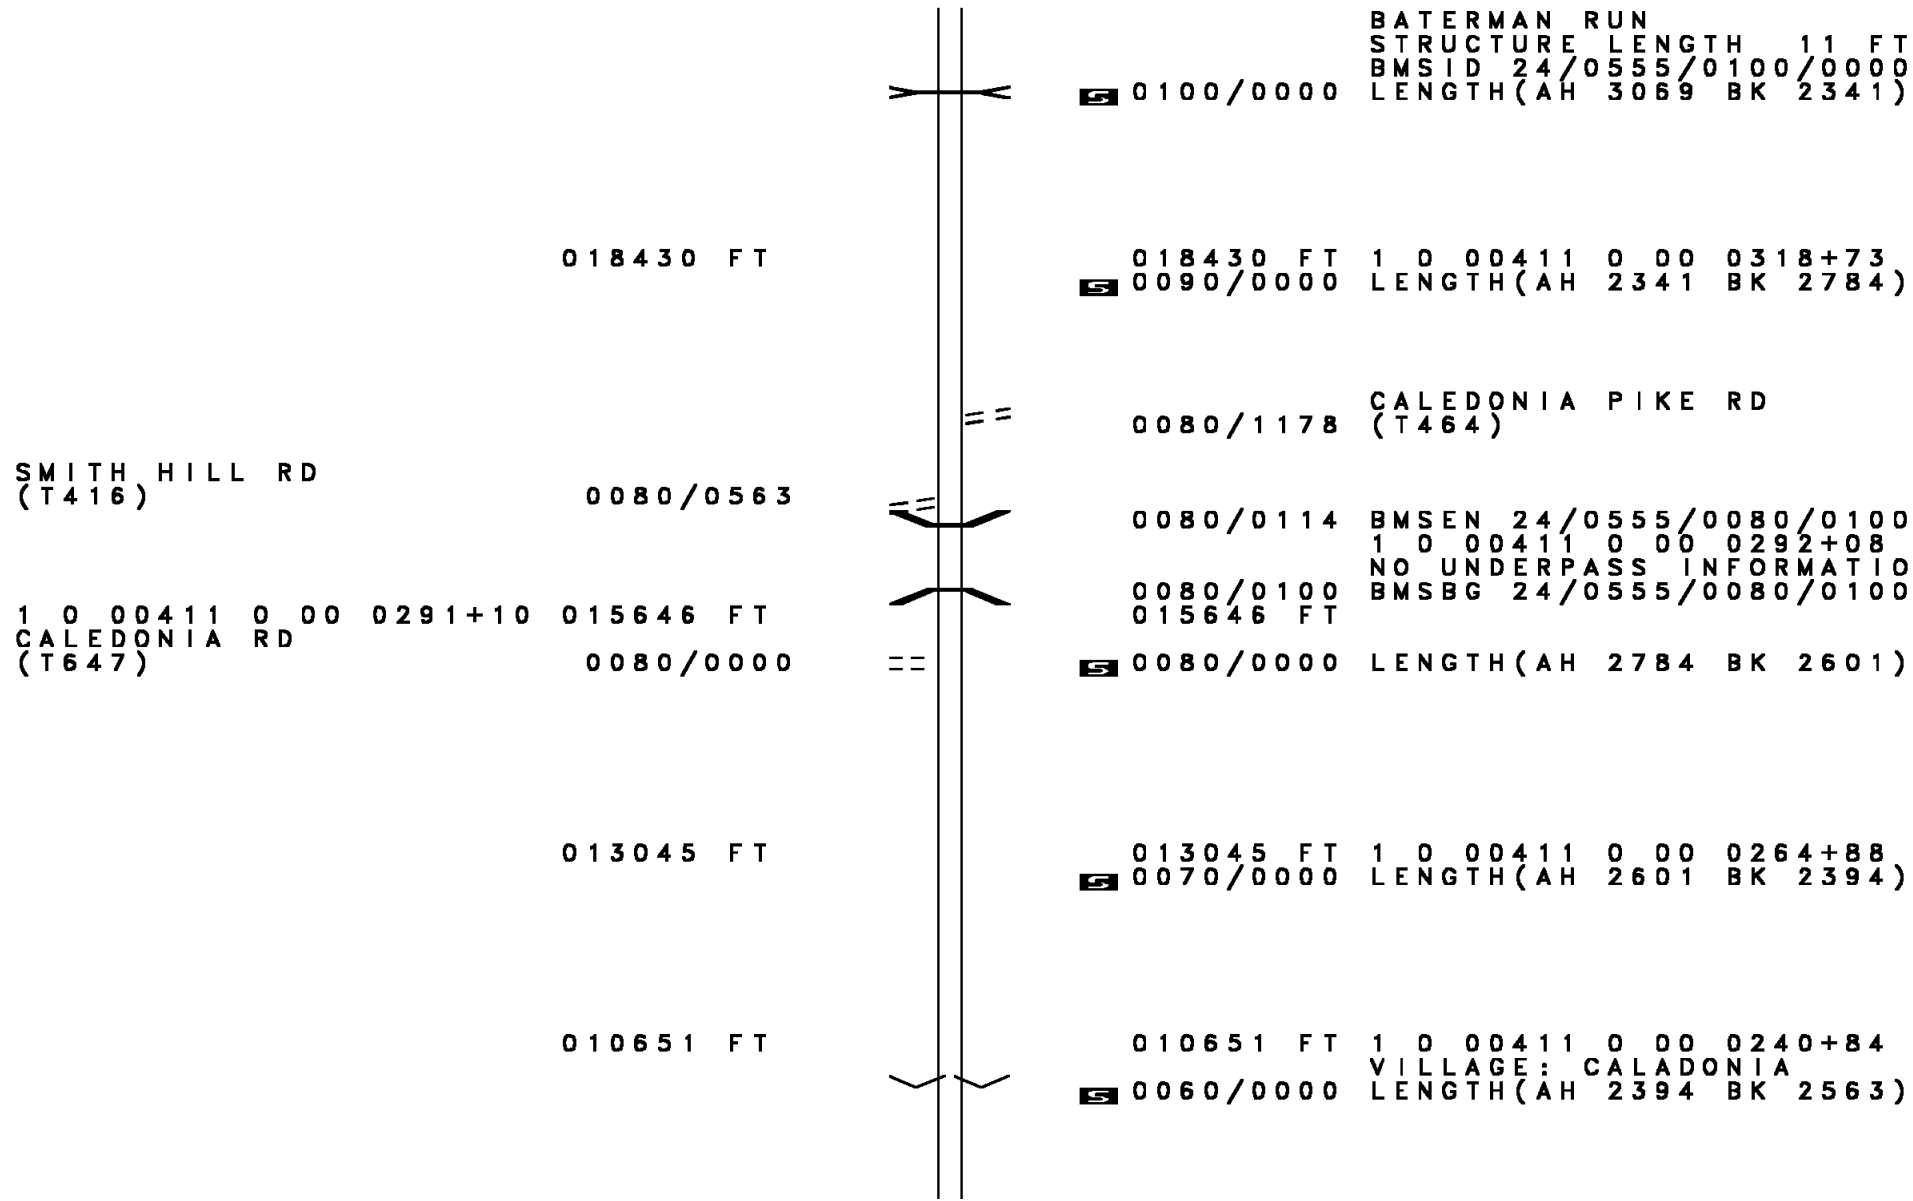 BATERMAN RUN
STRUCTURE LENGTH 11 FT
BMSID 24/0555/0100/0000
S 0100/0000 LENGTH(AH 3069 BK 2341)
018430 FT 018430 FT 1 0 00411 0 00 0318+73
S 0090/0000 LENGTH(AH 2341 BK 2784)
CALEDONIA PIKE RD
0080/1178 (T464)
SMITH HILL RD
(T416) 0080/0563
0080/0114 BMSEN 24/0555/0080/0100
1 0 00411 0 00 0292+08
NO UNDERPASS INFORMATIO
0080/0100 BMSBG 24/0555/0080/0100
1 0 00411 0 00 0291+10 015646 FT 015646 FT
CALEDONIA RD
(T647) 0080/0000 S 0080/0000 LENGTH(AH 2784 BK 2601)
013045 FT 013045 FT 1 0 00411 0 00 0264+88
S 0070/0000 LENGTH(AH 2601 BK 2394)
010651 FT 010651 FT 1 0 00411 0 00 0240+84
VILLAGE: CALADONIA
S 0060/0000 LENGTH(AH 2394 BK 2563)